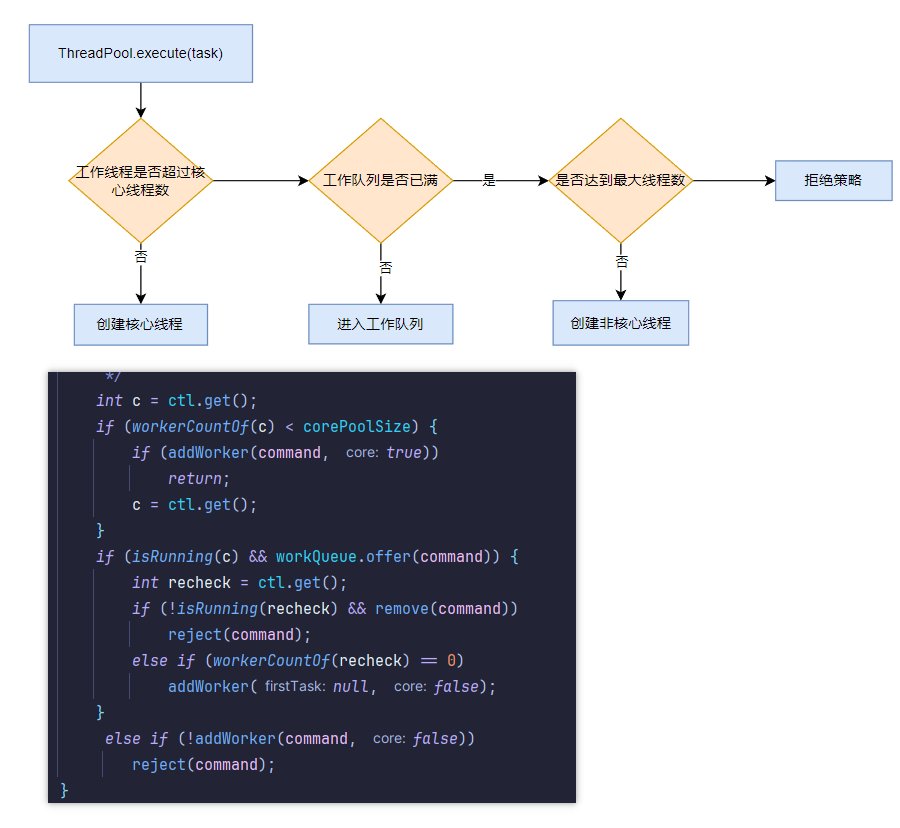 ThreadPool.execute(task)
工作线程是否超过核
心线程数
工作队列是否已满
是
是否达到最大线程数
拒绝策略
否
否
否
创建核心线程
进入工作队列
创建非核心线程
*/
int c = ctl.get();
if (workerCountOf(c) < corePoolSize) {
if (addWorker(command, core: true))
return;
c = ctl.get();
}
if (isRunning(c) && workQueue.offer(command)) {
int recheck = ctl.get();
if (!isRunning(recheck) && remove(command))
reject(command);
else if (workerCountOf(recheck) == 0)
addWorker( firstTask: null, core: false);
}
else if (!addWorker(command, core: false))
reject(command);
}